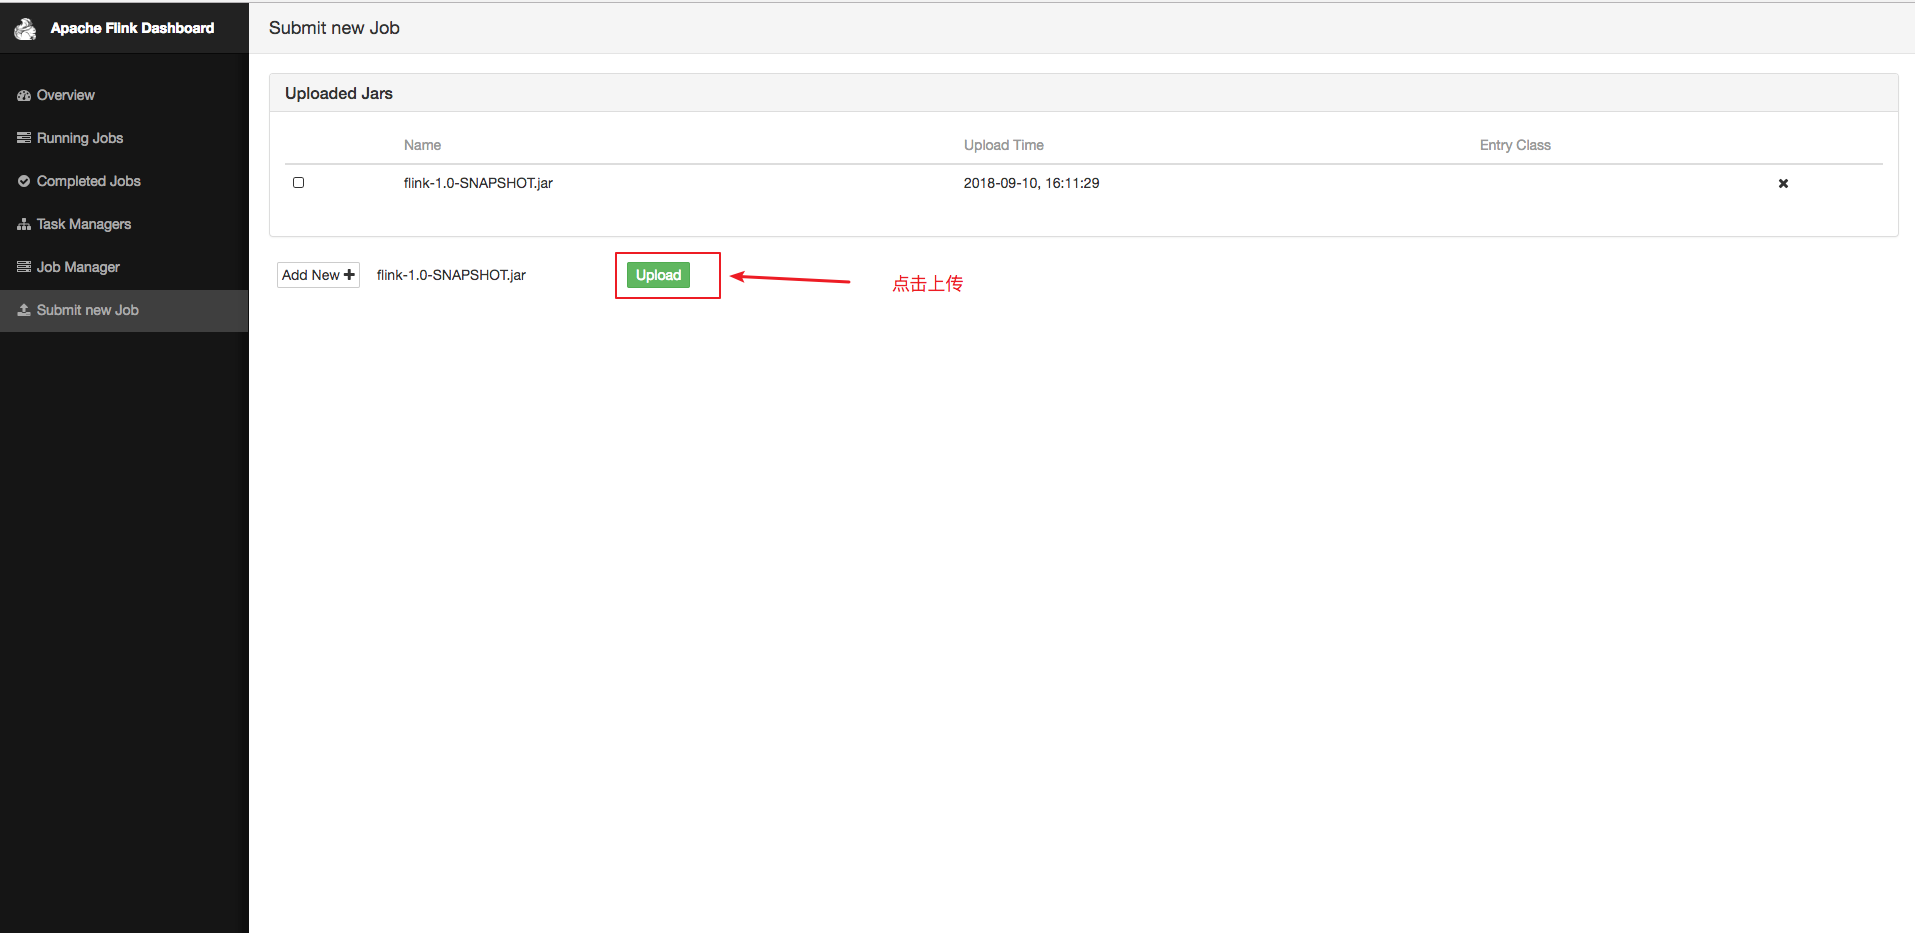 Apache Flink Dashboard
Submit new Job
Overview
Running Jobs
Completed Jobs
Task Managers
Job Manager
Submit new Job
Uploaded Jars
Name Upload Time Entry Class
flink-1.0-SNAPSHOT.jar 2018-09-10, 16:11:29
Add New flink-1.0-SNAPSHOT.jar Upload 点击上传